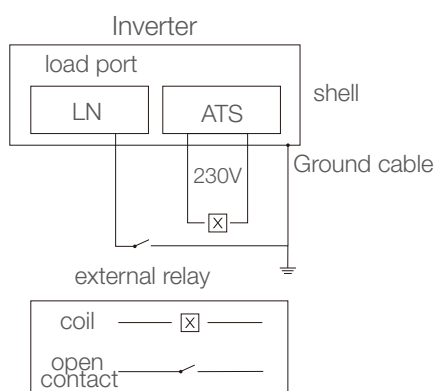 Inverter
load port
shell
LN
ATS
230V
Ground cable
X
external relay
coil
X
open
contact